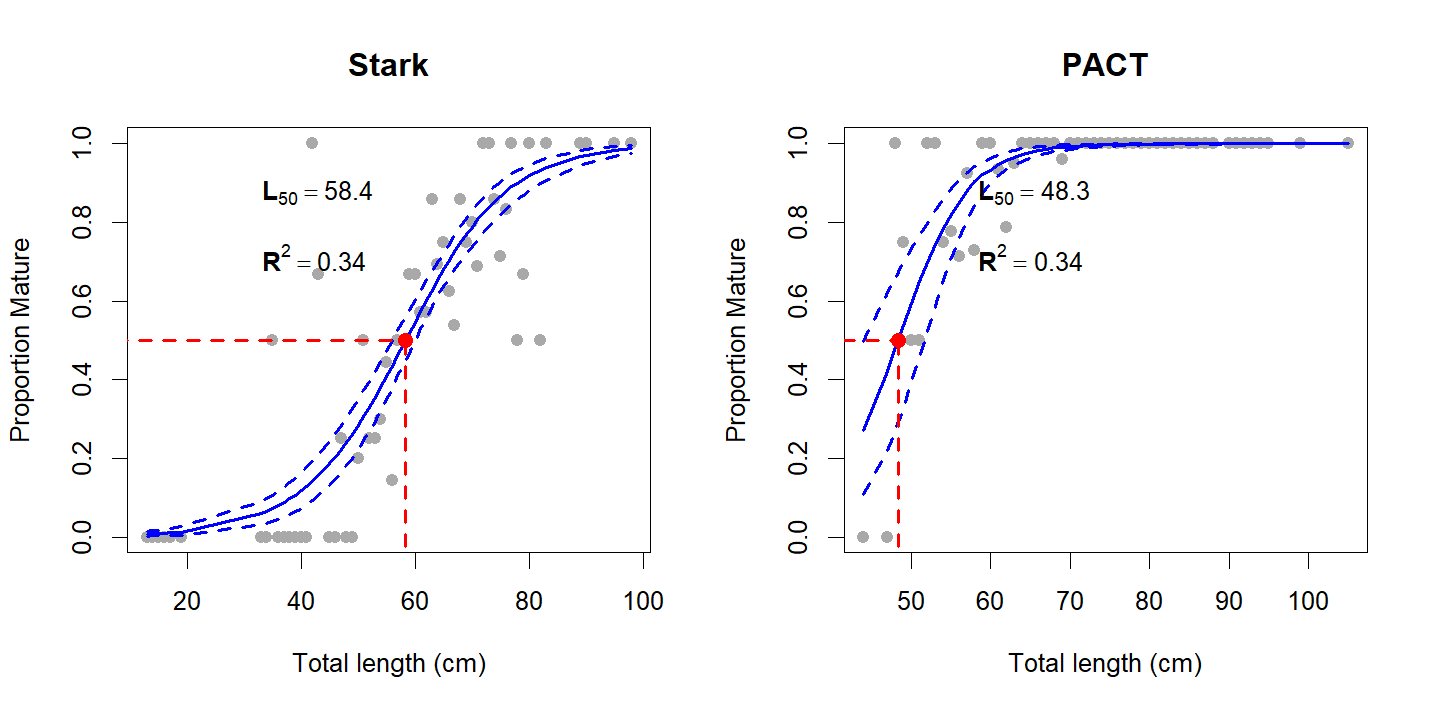 Stark
Proportion Mature
1.0
0.8
0.6
0.4
0.2
0.0
L50 = 58.4
R2 = 0.34
20 40 60 80 100
Total length (cm)
PACT
Proportion Mature
1.0
0.8
0.6
0.4
0.2
0.0
L50 = 48.3
R2 = 0.34
50 60 70 80 90 100
Total length (cm)